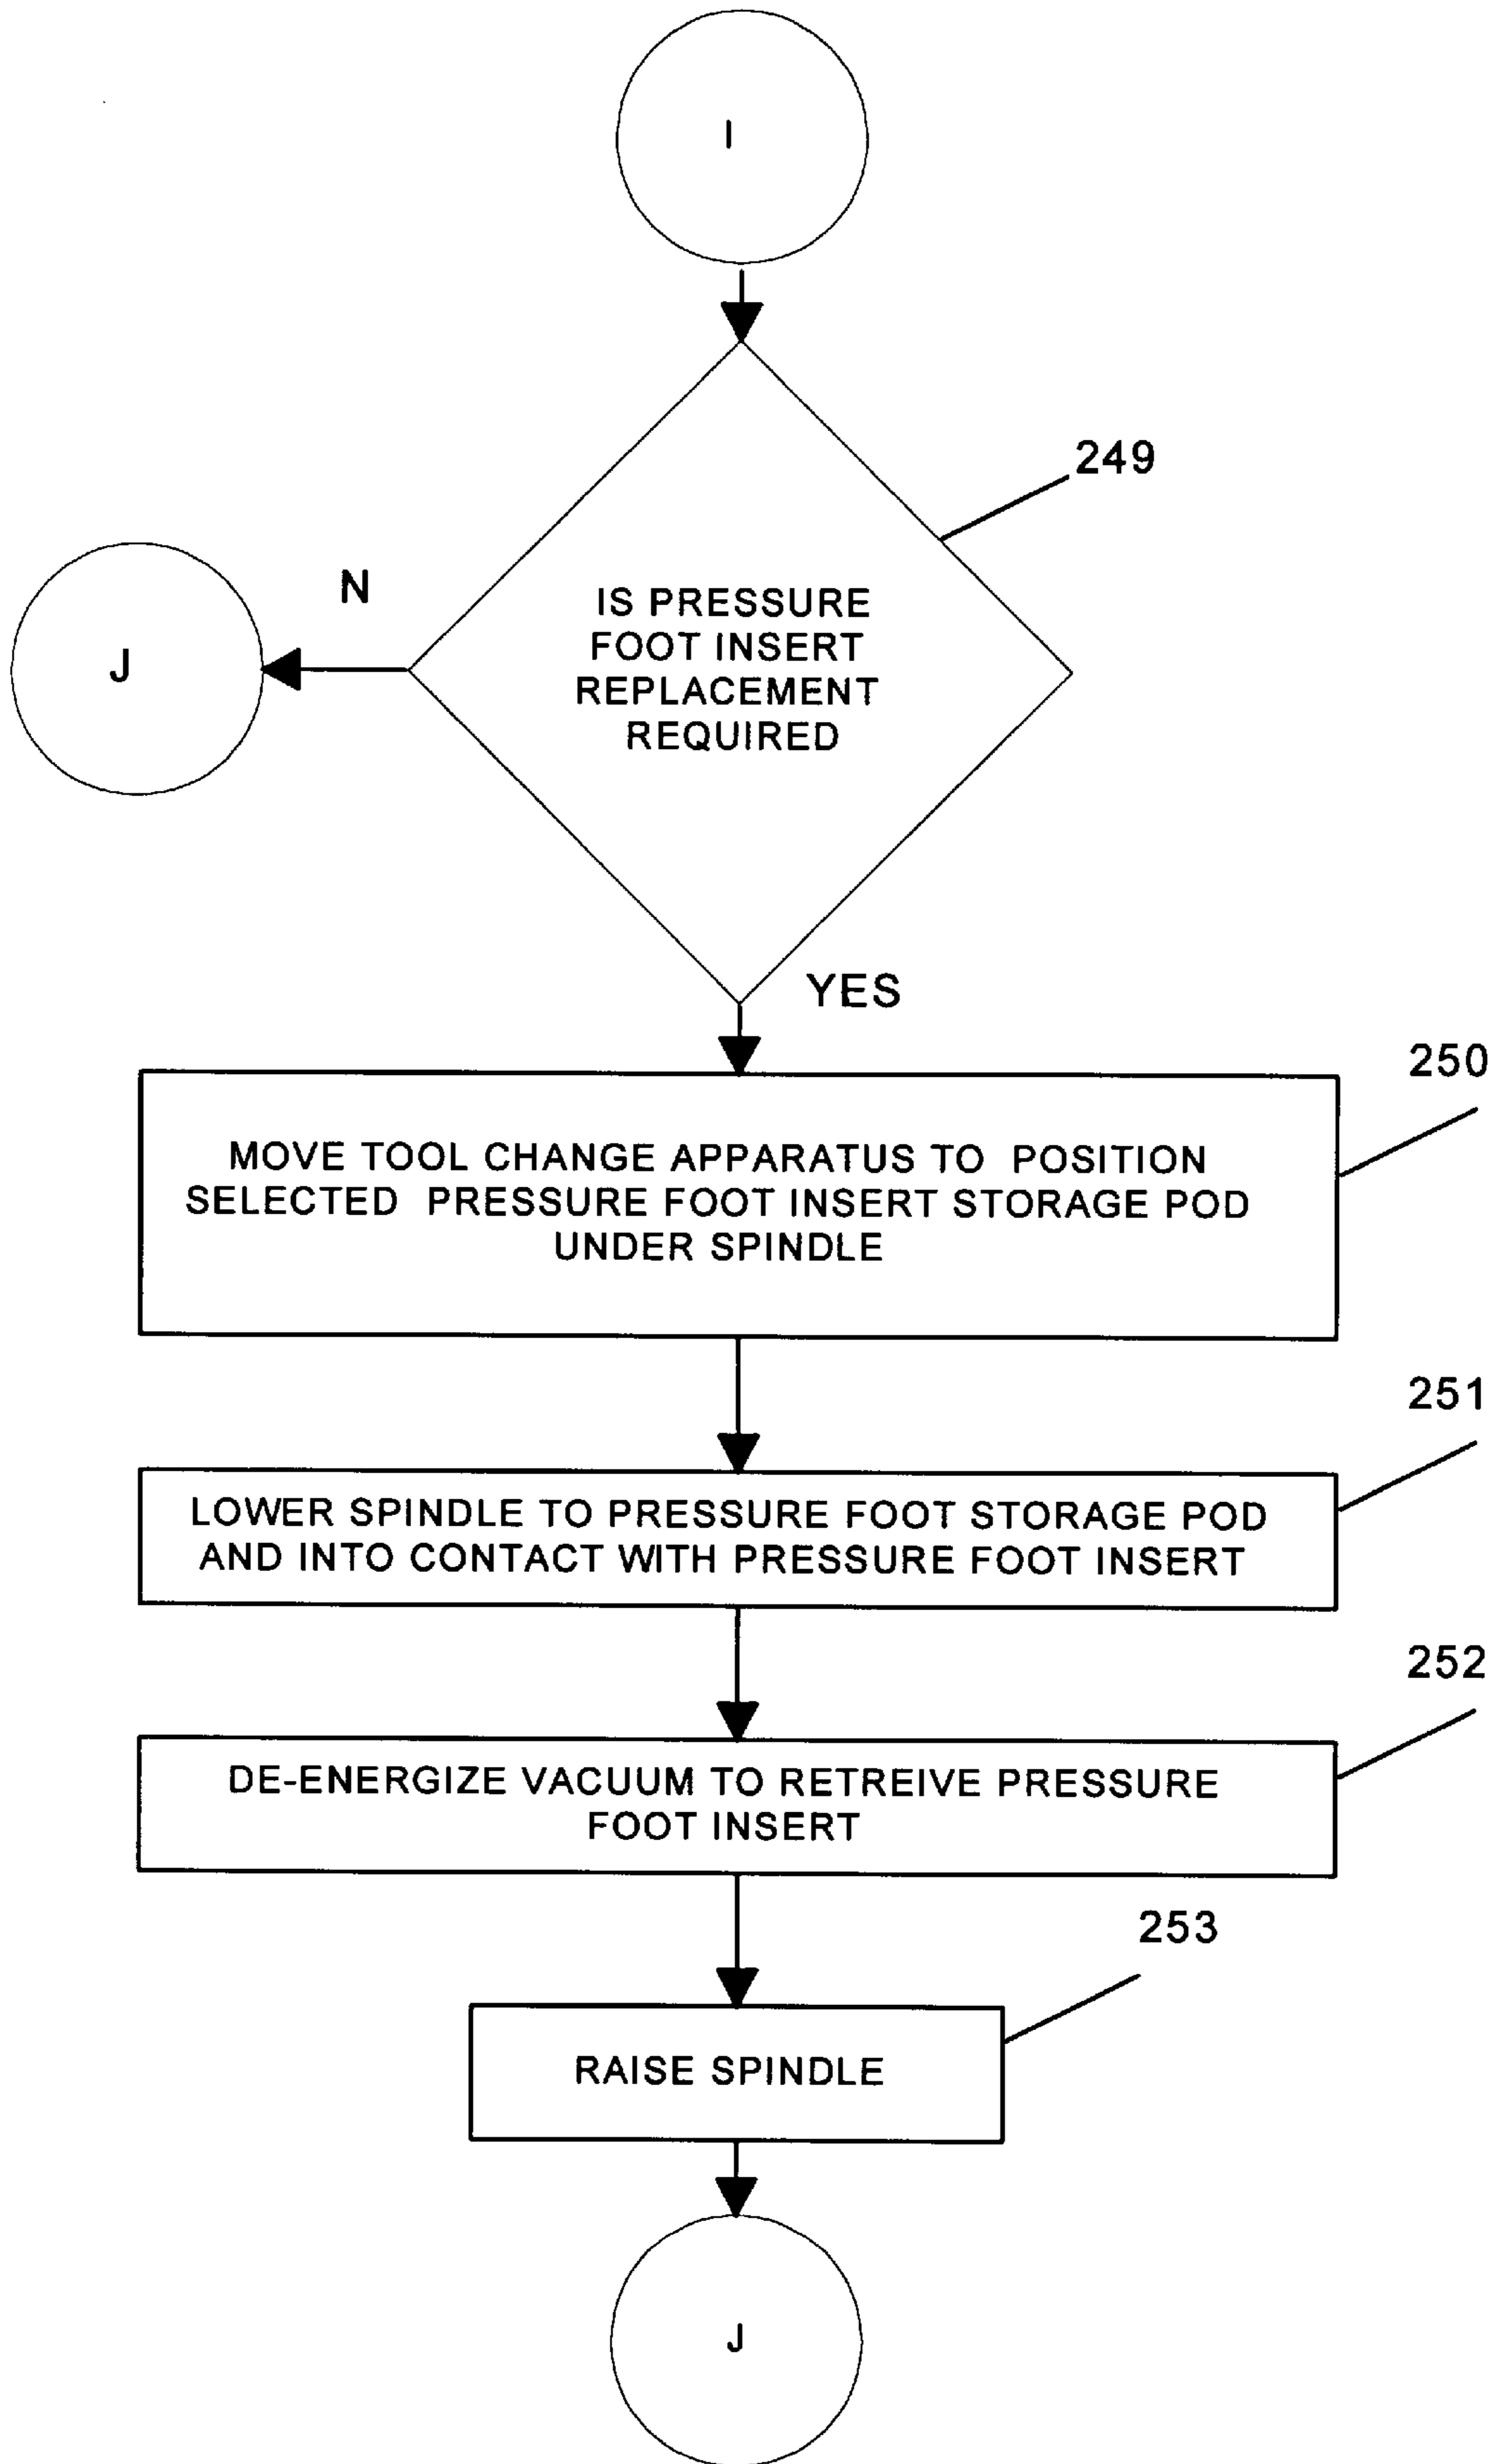 I
249
IS PRESSURE
FOOT INSERT
REPLACEMENT
REQUIRED
N
J
YES
250
MOVE TOOL CHANGE APPARATUS TO POSITION
SELECTED PRESSURE FOOT INSERT STORAGE POD
UNDER SPINDLE
251
LOWER SPINDLE TO PRESSURE FOOT STORAGE POD
AND INTO CONTACT WITH PRESSURE FOOT INSERT
252
DE-ENERGIZE VACUUM TO RETREIVE PRESSURE
FOOT INSERT
253
RAISE SPINDLE
J